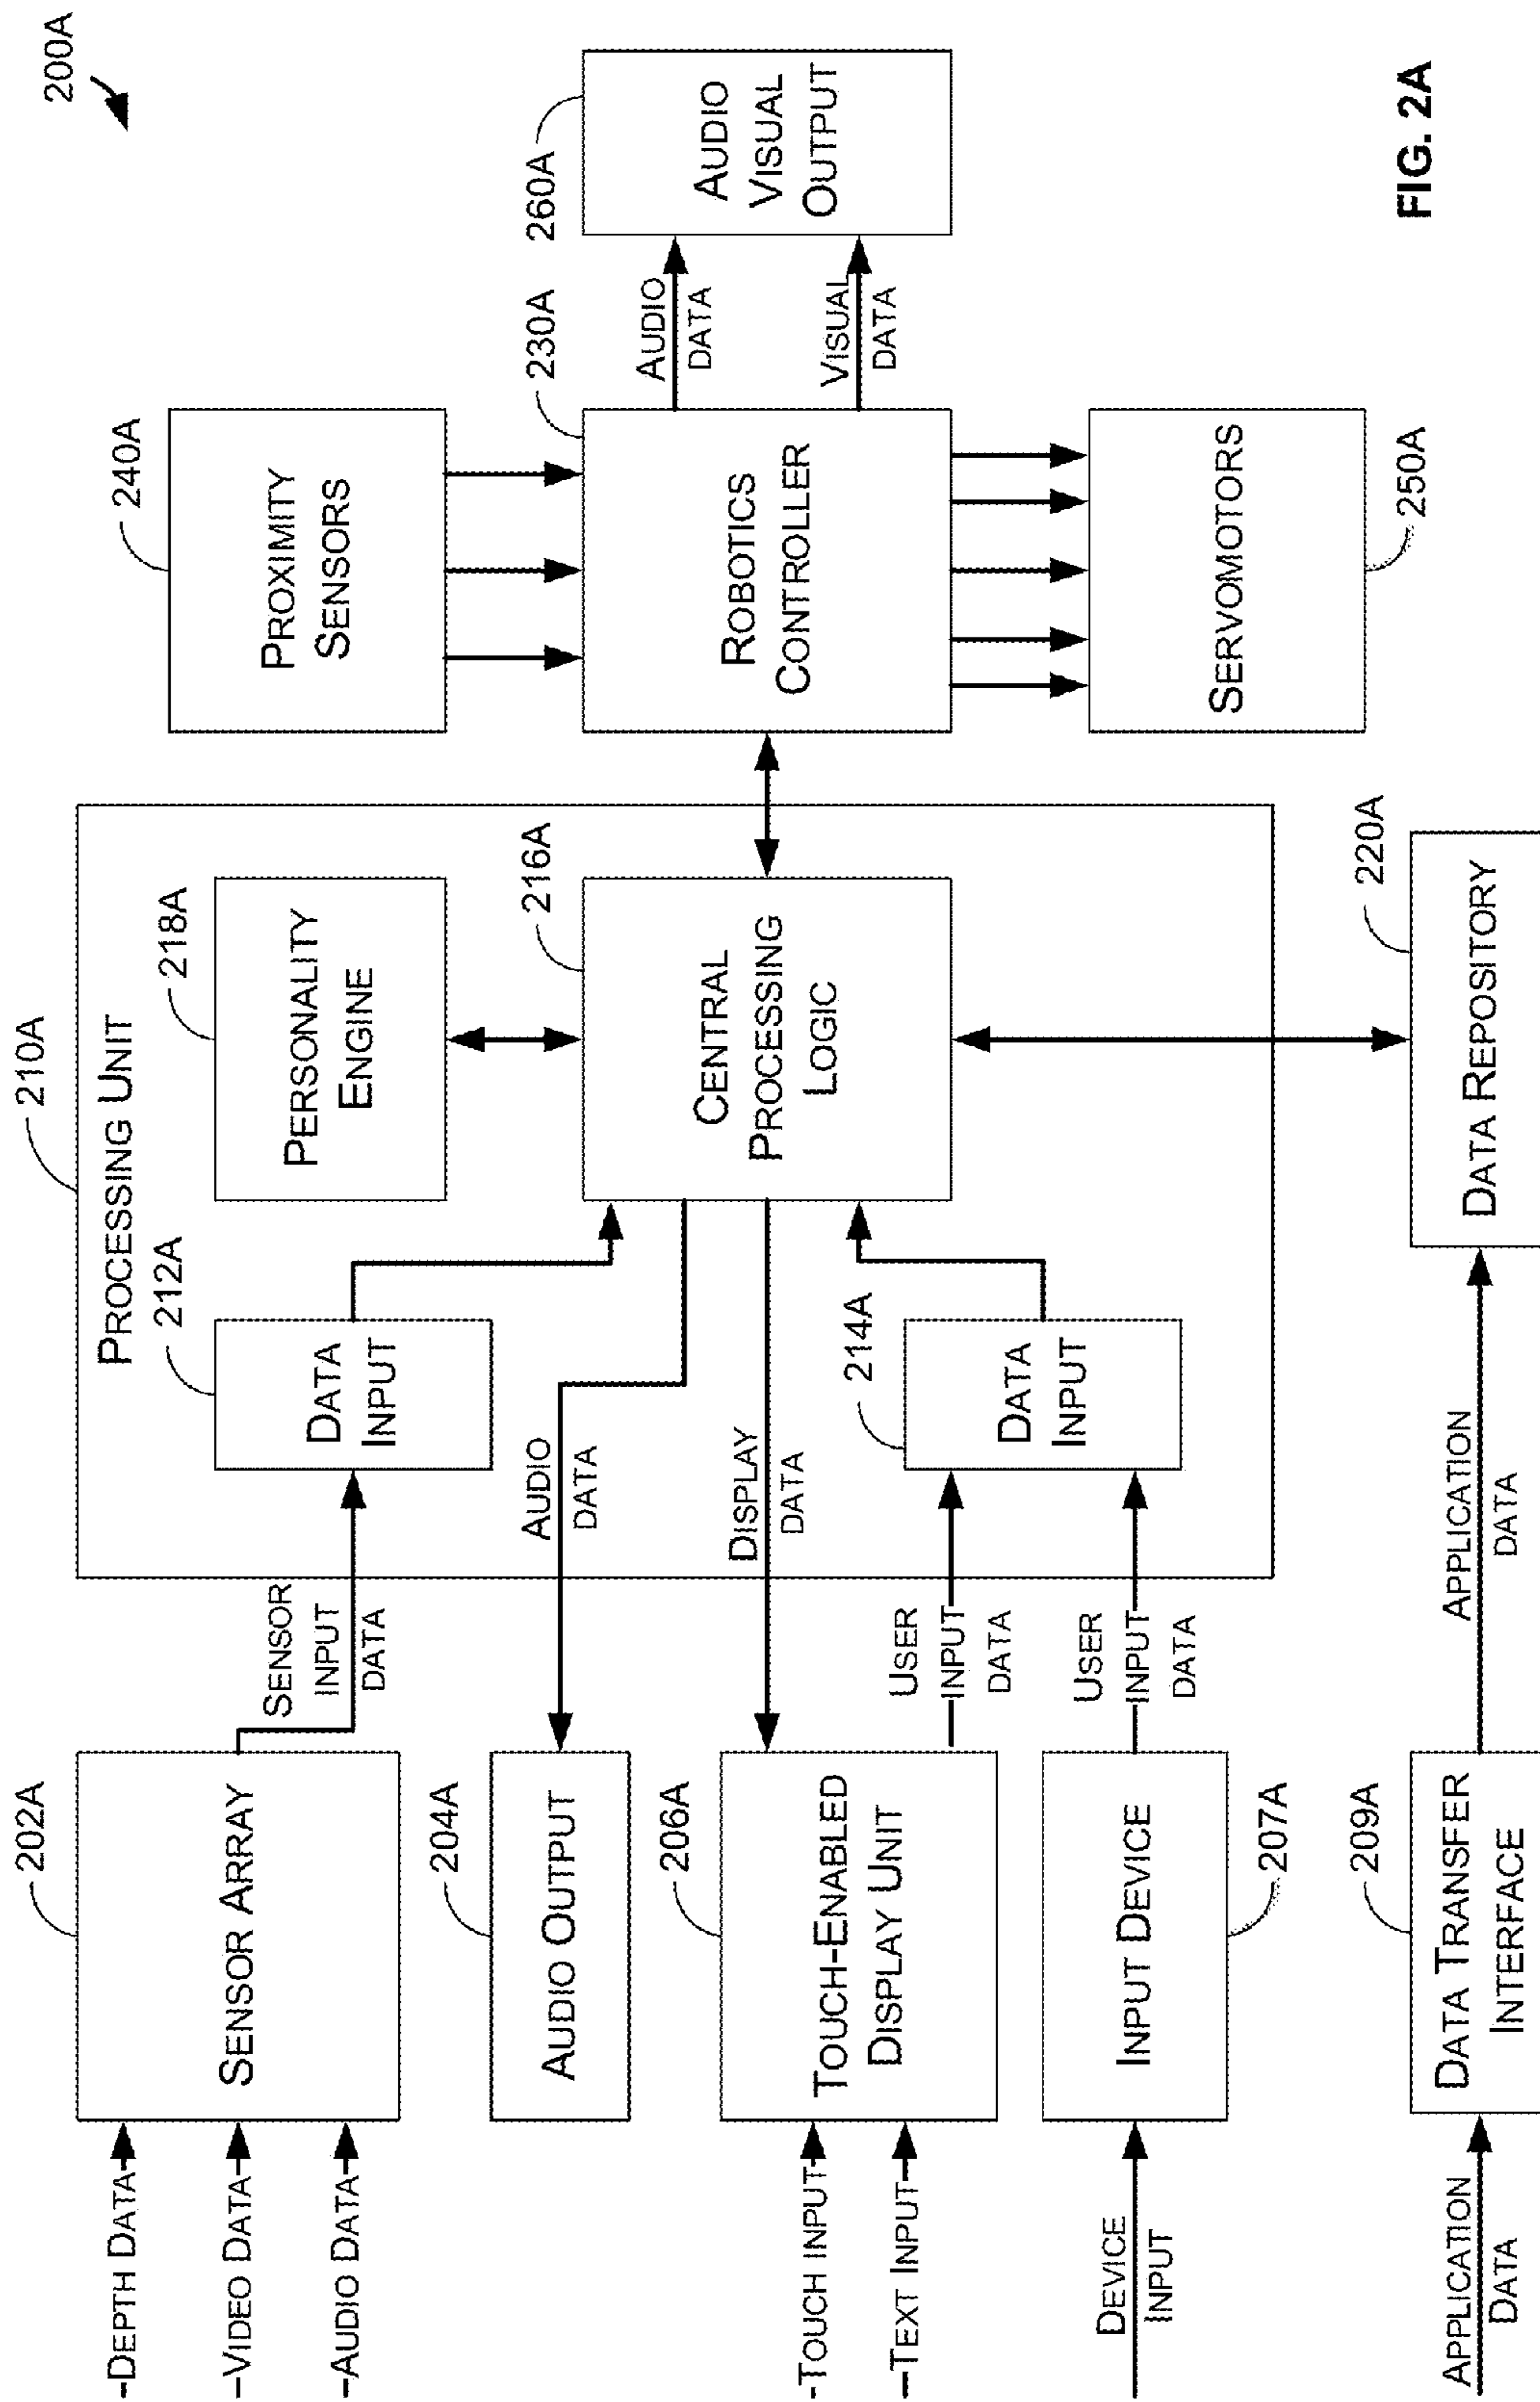 200A
202A
SENSOR ARRAY
-DEPTH DATA-
-VIDEO DATA-
-AUDIO DATA-
SENSOR
INPUT
DATA
204A
AUDIO OUTPUT
AUDIO
DATA
206A
TOUCH-ENABLED
DISPLAY UNIT
-TOUCH INPUT-
-TEXT INPUT-
DISPLAY
DATA
USER
INPUT
DATA
INPUT DEVICE
207A
DEVICE
INPUT
USER
INPUT
DATA
209A
DATA TRANSFER
INTERFACE
APPLICATION
DATA
APPLICATION
DATA
210A
PROCESSING UNIT
212A
DATA
INPUT
214A
DATA
INPUT
218A
PERSONALITY
ENGINE
216A
CENTRAL
PROCESSING
LOGIC
220A
DATA REPOSITORY
240A
PROXIMITY
SENSORS
230A
ROBOTICS
CONTROLLER
SERVOMOTORS
250A
AUDIO
DATA
VISUAL
DATA
260A
AUDIO
VISUAL
OUTPUT
FIG. 2A